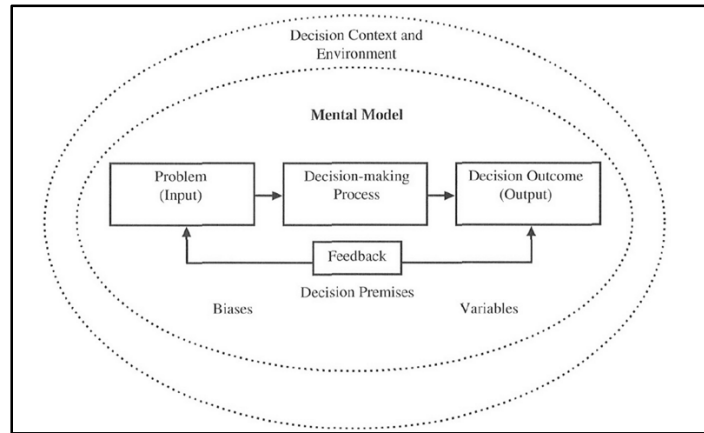 Decision Context and
Environment
Mental Model
Problem
(Input)
Decision-making
Process
Decision Outcome
(Output)
Feedback
Decision Premises
Biases
Variables